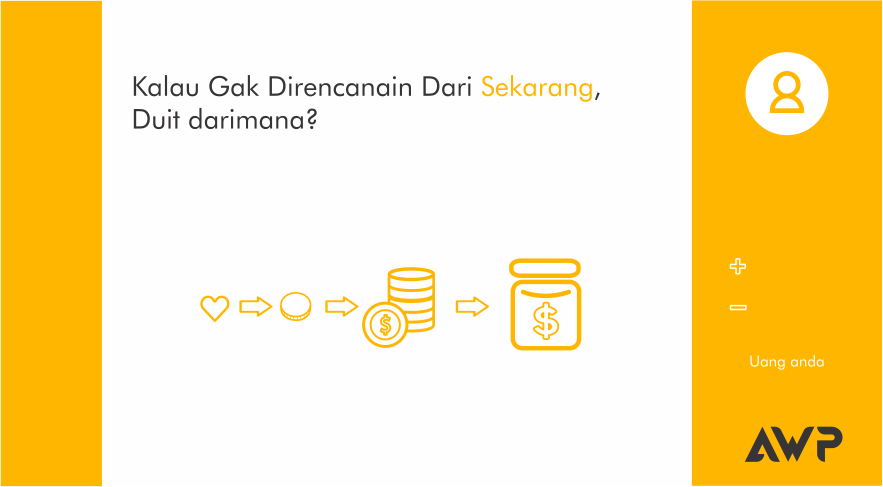 Kalau Gak Direncanain Dari Sekarang,
Duit darimana?
$
$
+
−
Uang anda
AWP